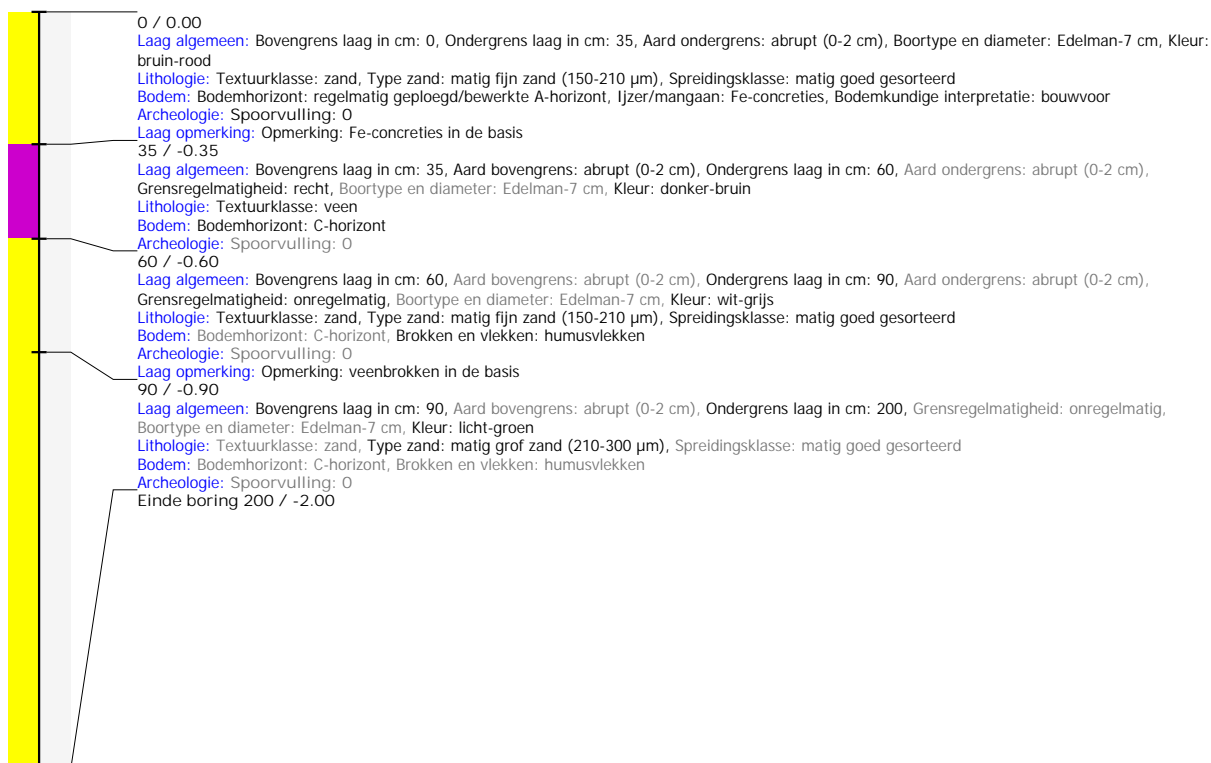 0 / 0.00
Laag algemeen: Bovengrens laag in cm: 0, Ondergrens laag in cm: 35, Aard ondergrens: abrupt (0-2 cm), Boortype en diameter: Edelman-7 cm, Kleur:
bruin-rood
Lithologie: Textuurklasse: zand, Type zand: matig fijn zand (150-210 µm), Spreidingsklasse: matig goed gesorteerd
Bodem: Bodemhorizont: regelmatig geploegd/bewerkte A-horizont, Ijzer/mangaan: Fe-concreties, Bodemkundige interpretatie: bouwvoor
Archeologie: Spoorvulling: 0
Laag opmerking: Opmerking: Fe-concreties in de basis
35 / -0.35
Laag algemeen: Bovengrens laag in cm: 35, Aard bovengrens: abrupt (0-2 cm), Ondergrens laag in cm: 60, Aard ondergrens: abrupt (0-2 cm),
Grensregelmatigheid: recht, Boortype en diameter: Edelman-7 cm, Kleur: donker-bruin
Lithologie: Textuurklasse: veen
Bodem: Bodemhorizont: C-horizont
Archeologie: Spoorvulling: 0
60 / -0.60
Laag algemeen: Bovengrens laag in cm: 60, Aard bovengrens: abrupt (0-2 cm), Ondergrens laag in cm: 90, Aard ondergrens: abrupt (0-2 cm),
Grensregelmatigheid: onregelmatig, Boortype en diameter: Edelman-7 cm, Kleur: wit-grijs
Lithologie: Textuurklasse: zand, Type zand: matig fijn zand (150-210 µm), Spreidingsklasse: matig goed gesorteerd
Bodem: Bodemhorizont: C-horizont, Brokken en vlekken: humusvlekken
Archeologie: Spoorvulling: 0
Laag opmerking: Opmerking: veenbrokken in de basis
90 / -0.90
Laag algemeen: Bovengrens laag in cm: 90, Aard bovengrens: abrupt (0-2 cm), Ondergrens laag in cm: 200, Grensregelmatigheid: onregelmatig,
Boortype en diameter: Edelman-7 cm, Kleur: licht-groen
Lithologie: Textuurklasse: zand, Type zand: matig grof zand (210-300 µm), Spreidingsklasse: matig goed gesorteerd
Bodem: Bodemhorizont: C-horizont, Brokken en vlekken: humusvlekken
Archeologie: Spoorvulling: 0
Einde boring 200 / -2.00